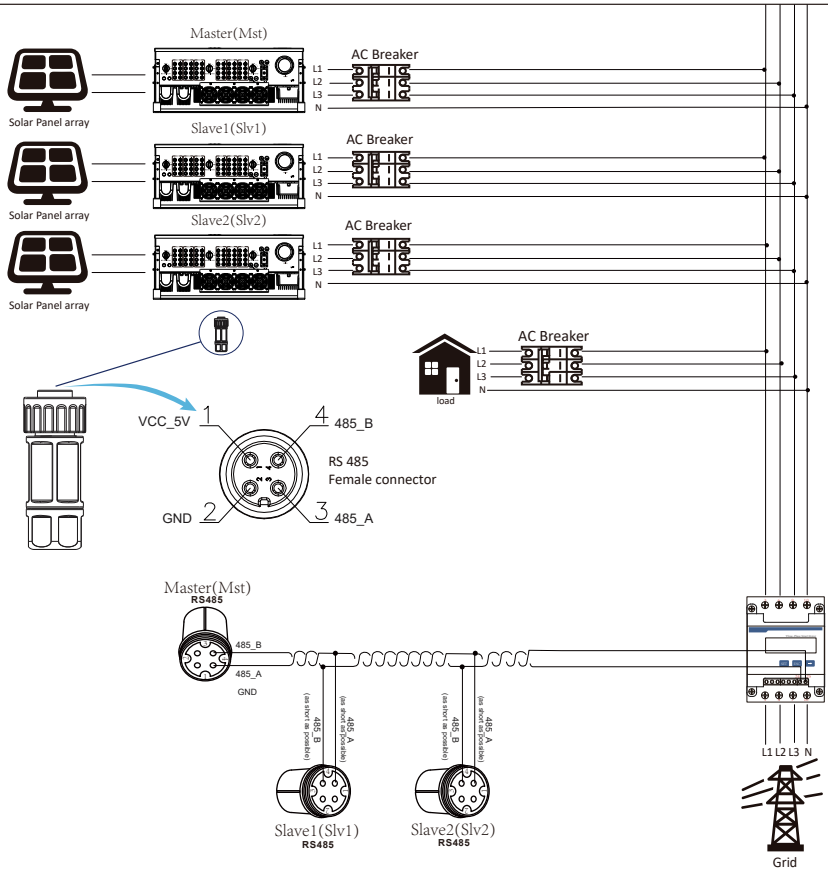 Master(Mst)
AC Breaker
L1
L2
L3
N
Solar Panel array
Slave1(Slv1)
AC Breaker
L1
L2
L3
N
Solar Panel array
Slave2(Slv2)
AC Breaker
L1
L2
L3
N
Solar Panel array
AC Breaker
L1
L2
L3
N
load
VCC_5V 1
4 485_B
RS 485
Female connector
GND 2
3 485_A
1 4
2 3
Master(Mst)
RS485
485_B
485_A
GND
485_A
(as short as possible)
485_B
(as short as possible)
485_A
(as short as possible)
485_B
(as short as possible)
Slave1(Slv1)
RS485
Slave2(Slv2)
RS485
L1 L2 L3 N
Grid